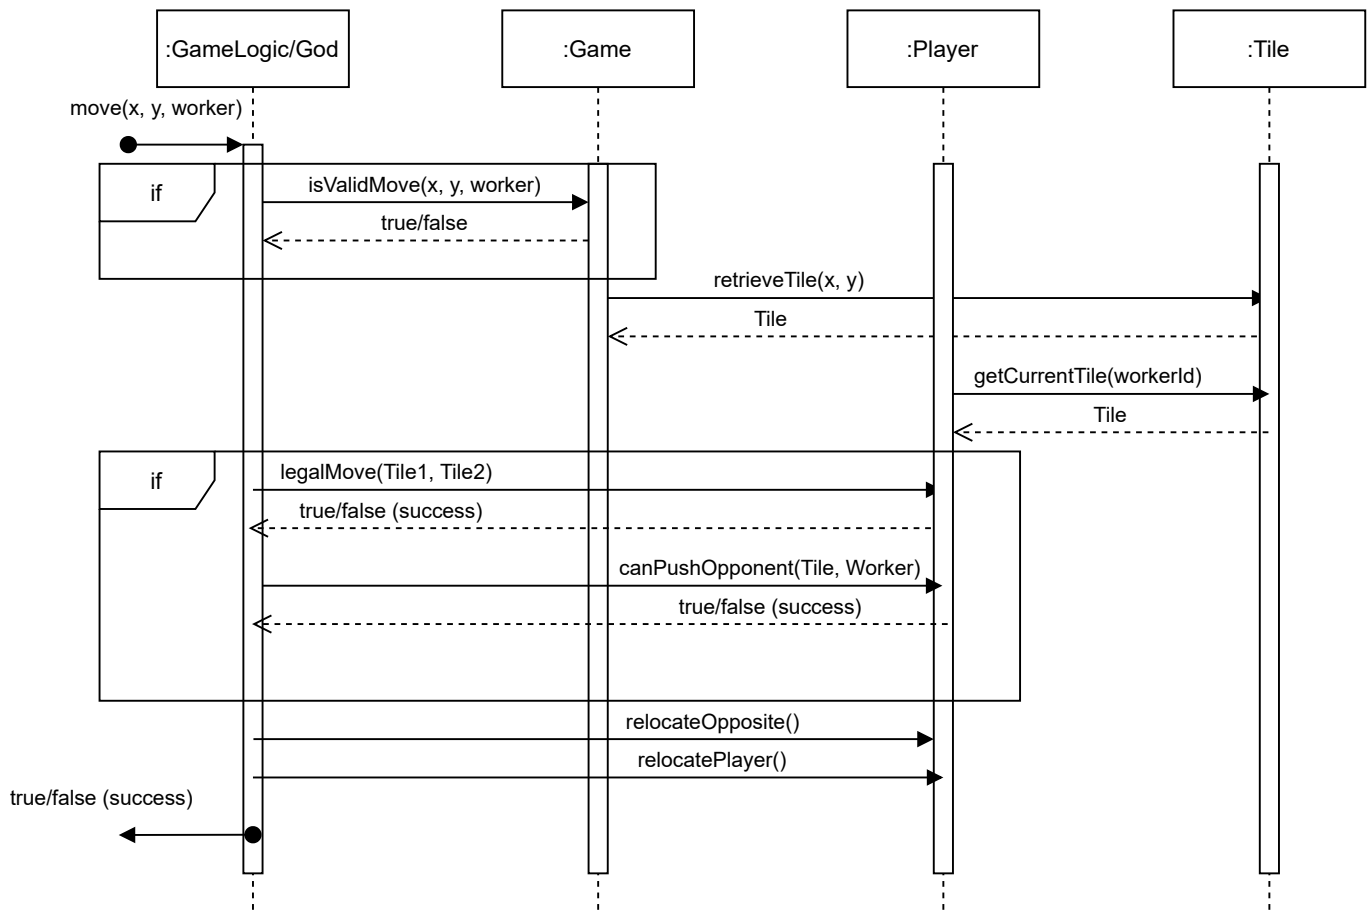 :GameLogic/God
:Game
:Player
:Tile
move(x, y, worker)
if
isValidMove(x, y, worker)
true/false
retrieveTile(x, y)
Tile
getCurrentTile(workerId)
Tile
if
legalMove(Tile1, Tile2)
true/false (success)
canPushOpponent(Tile, Worker)
true/false (success)
relocateOpposite()
relocatePlayer()
true/false (success)